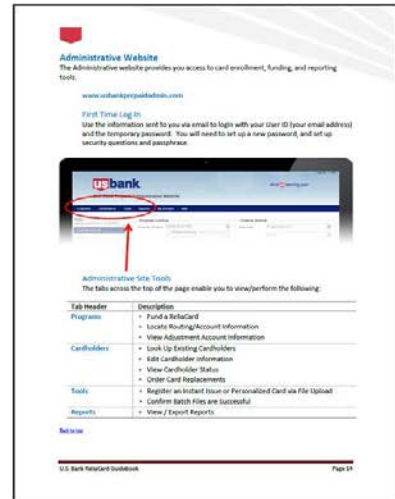 Administrative Website
The Administrative website provides you access to card enrollment, funding, and reporting
tools.
www.usbankprepaidadmin.com
First Time Log In
Use the information sent to you via email to login with your User ID (your email address)
and the temporary password. You will need to set up a new password, and set up
security questions and passphrase.
usbank
Administrative Site Tools
The tabs across the top of the page enable you to view/perform the following:
Tab Header Description
Programs • Fund a ReliaCard
• Locate Routing/Account Information
• View Adjustment Account Information
Cardholders • Look Up Existing Cardholders
• Edit Cardholder Information
• View Cardholder Status
• Order Card Replacements
Tools • Register an Instant Issue or Personalized Card via File Upload
• Confirm Batch Files are Successful
Reports • View / Export Reports
U.S. Bank ReliaCard Guidebook Page 14